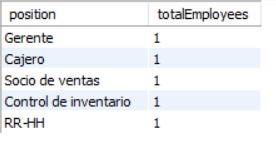 position totalEmployees
Gerente 1
Cajero 1
Socio de ventas 1
Control de inventario 1
RR-HH 1